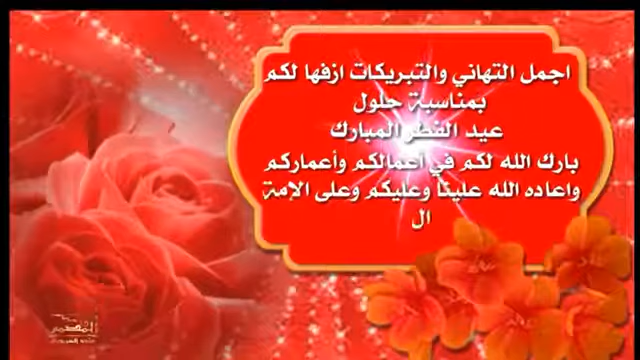 اجمل التهاني والتبريكات ازفها لكم
بمناسبة حلول
عيد الفطر المبارك
بارك الله لكم في أعمالكم وأعماركم
واعاده الله علينا وعليكم وعلى الامة
ال